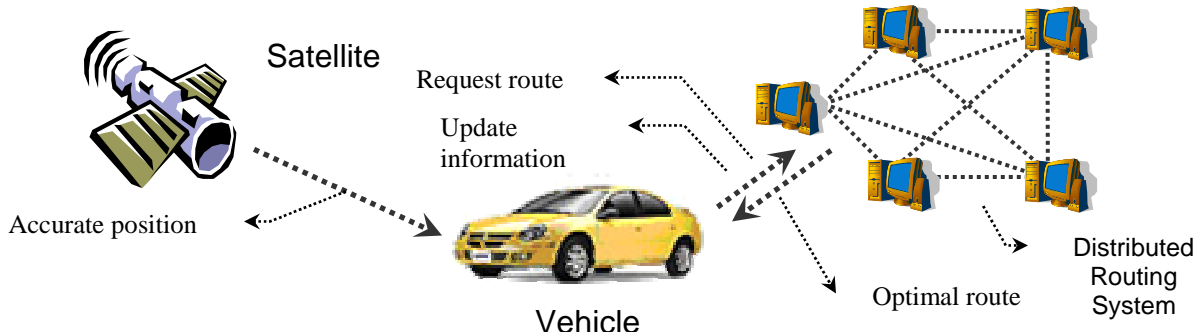 Satellite
Request route
Update
information
Accurate position
Vehicle
Optimal route
Distributed
Routing
System